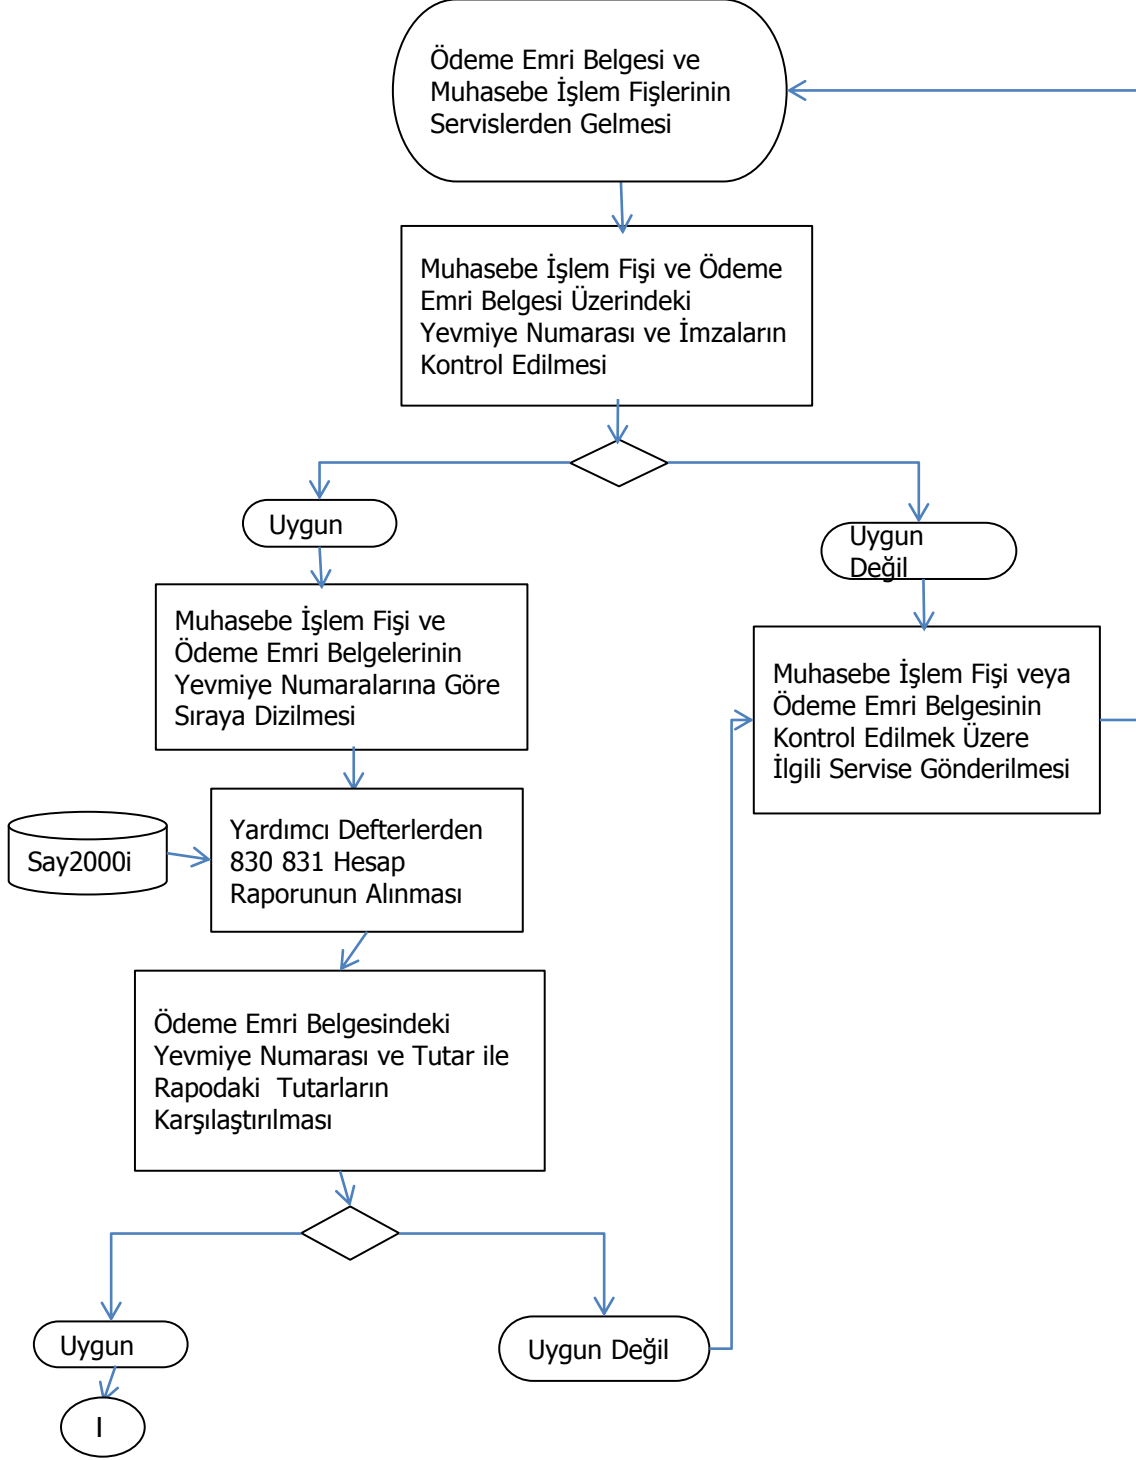 Ödeme Emri Belgesi ve
Muhasebe İşlem Fişlerinin
Servislerden Gelmesi
Muhasebe İşlem Fişi ve Ödeme
Emri Belgesi Üzerindeki
Yevmiye Numarası ve İmzaların
Kontrol Edilmesi
Uygun
Uygun
Değil
Muhasebe İşlem Fişi ve
Ödeme Emri Belgelerinin
Yevmiye Numaralarına Göre
Sıraya Dizilmesi
Muhasebe İşlem Fişi veya
Ödeme Emri Belgesinin
Kontrol Edilmek Üzere
İlgili Servise Gönderilmesi
Say2000i
Yardımcı Defterlerden
830 831 Hesap
Raporunun Alınması
Ödeme Emri Belgesindeki
Yevmiye Numarası ve Tutar ile
Rapodaki  Tutarların
Karşılaştırılması
Uygun
Uygun Değil
I